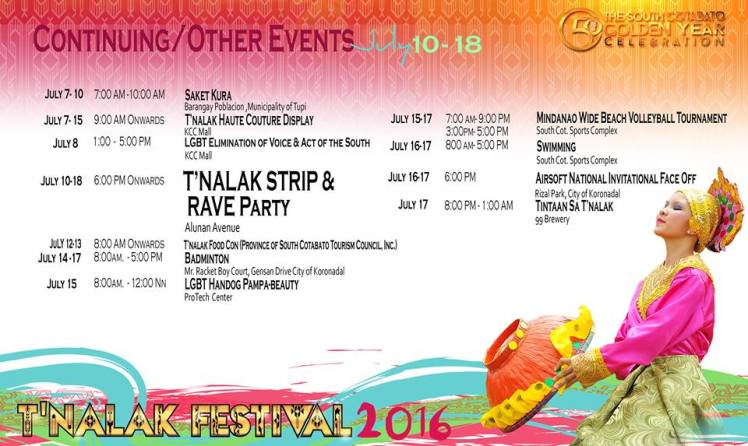 CONTINUING/OTHER EVENTS July 10-18
50 THE SOUTH COTABATO
GOLDEN YEAR
CELEBRATION
JULY 7-10 7:00 AM-10:00 AM SAKET KURA
Barangay Poblacion ,Municipality of Tupi
JULY 7-15 9:00 AM ONWARDS T'NALAK HAUTE COUTURE DISPLAY
KCC Mall
JULY 8 1:00 - 5:00 PM LGBT ELIMINATION OF VOICE & ACT OF THE SOUTH
KCC Mall
JULY 10-18 6:00 PM ONWARDS T'NALAK STRIP &
RAVE PARTY
Alunan Avenue
JULY 12-13 8:00 AM ONWARDS T'NALAK FOOD CON (PROVINCE OF SOUTH COTABATO TOURISM COUNCIL, INC.)
JULY 14-17 8:00AM. - 5:00 PM BADMINTON
Mr. Racket Boy Court, Gensan Drive City of Koronadal
JULY 15 8:00AM. - 12:00 NN LGBT HANDOG PAMPA-BEAUTY
ProTech Center
JULY 15-17 7:00 AM- 9:00 PM MINDANAO WIDE BEACH VOLLEYBALL TOURNAMENT
3:00PM- 5:00 PM South Cot. Sports Complex
JULY 16-17 8:00 AM- 5:00 PM SWIMMING
South Cot. Sports Complex
JULY 16-17 6:00 PM AIRSOFT NATIONAL INVITATIONAL FACE OFF
Rizal Park, City of Koronadal
JULY 17 8:00 PM - 1:00 AM TINTAAN SA T'NALAK
99 Brewery
T'NALAK FESTIVAL 2016